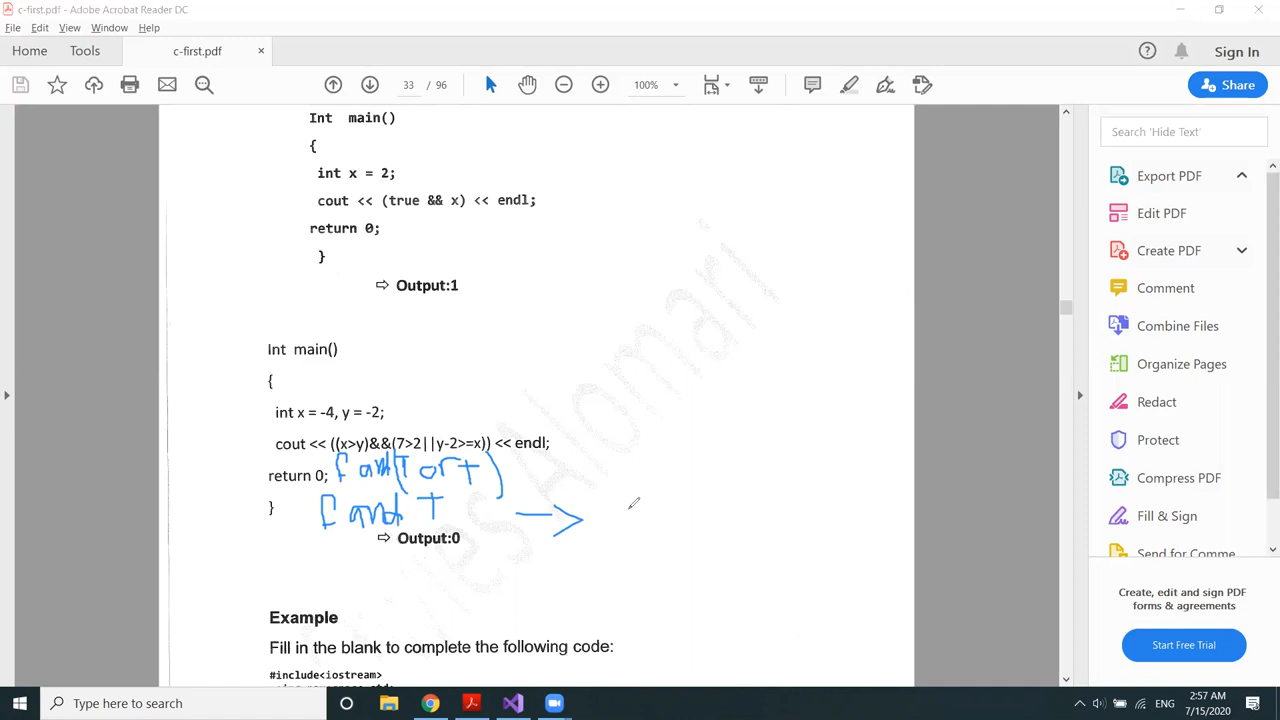 c-first.pdf - Adobe Acrobat Reader DC
File Edit View Window Help
Home Tools c-first.pdf × Sign In
33 / 96 100% Share
Int main()
{
int x = 2;
cout << (true && x) << endl;
return 0;
}
⇨ Output:1
Int main()
{
int x = -4, y = -2;
cout << ((x>y)&&(7>2||y-2>=x)) << endl;
return 0; f and (T or T)
} f and T →
⇨ Output:0
Example
Fill in the blank to complete the following code:
#include<iostream>
Alomari
Search 'Hide Text'
Export PDF
Edit PDF
Create PDF
Comment
Combine Files
Organize Pages
Redact
Protect
Compress PDF
Fill & Sign
Send for Comme
Create, edit and sign PDF
forms & agreements
Start Free Trial
Type here to search
ENG
2:57 AM
7/15/2020